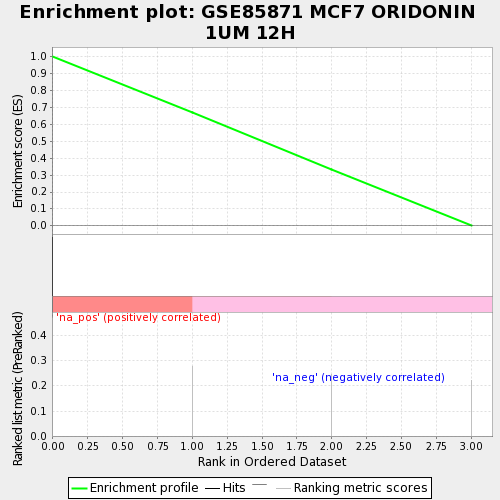 Enrichment plot: GSE85871 MCF7 ORIDONIN
1UM 12H
Enrichment score (ES)
1.0
0.9
0.8
0.7
0.6
0.5
0.4
0.3
0.2
0.1
0.0
'na_pos' (positively correlated)
'na_neg' (negatively correlated)
Ranked list metric (PreRanked)
0.4
0.3
0.2
0.1
0.0
0.00 0.25 0.50 0.75 1.00 1.25 1.50 1.75 2.00 2.25 2.50 2.75 3.00
Rank in Ordered Dataset
Enrichment profile Hits Ranking metric scores